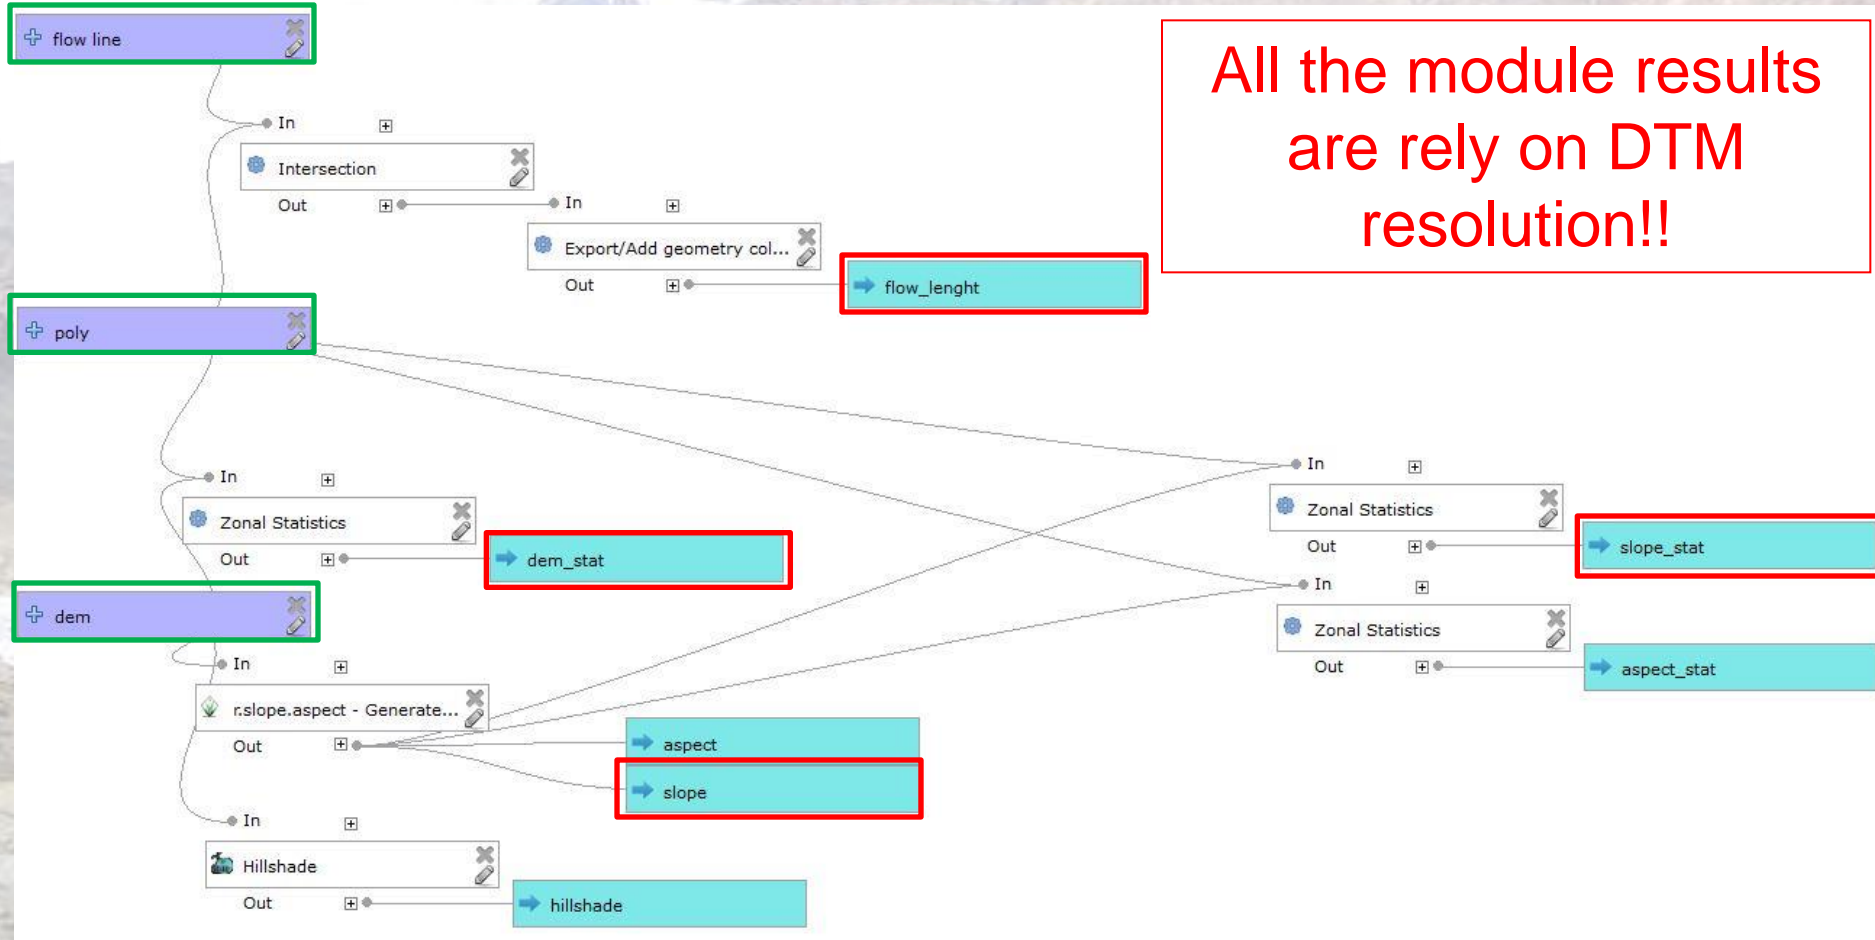 flow line
All the module results
are rely on DTM
resolution!!
In
Intersection
Out
In
Export/Add geometry col...
Out
flow_lenght
poly
In
Zonal Statistics
Out
dem_stat
In
Zonal Statistics
Out
slope_stat
In
Zonal Statistics
Out
aspect_stat
dem
In
r.slope.aspect - Generate...
Out
aspect
slope
In
Hillshade
Out
hillshade